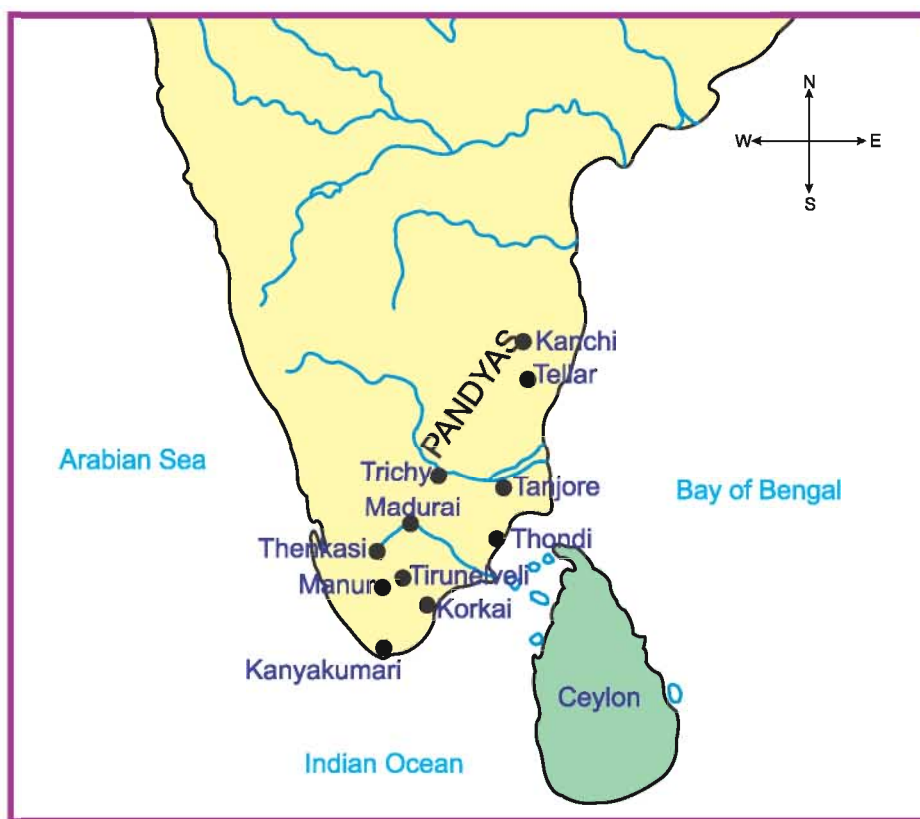 N
W E
S
Kanchi
Tellar
PANDYAS
Arabian Sea
Trichy
Tanjore
Bay of Bengal
Madurai
Thondi
Thenkasi
Tirunelveli
Manur
Korkai
Kanyakumari
Ceylon
Indian Ocean